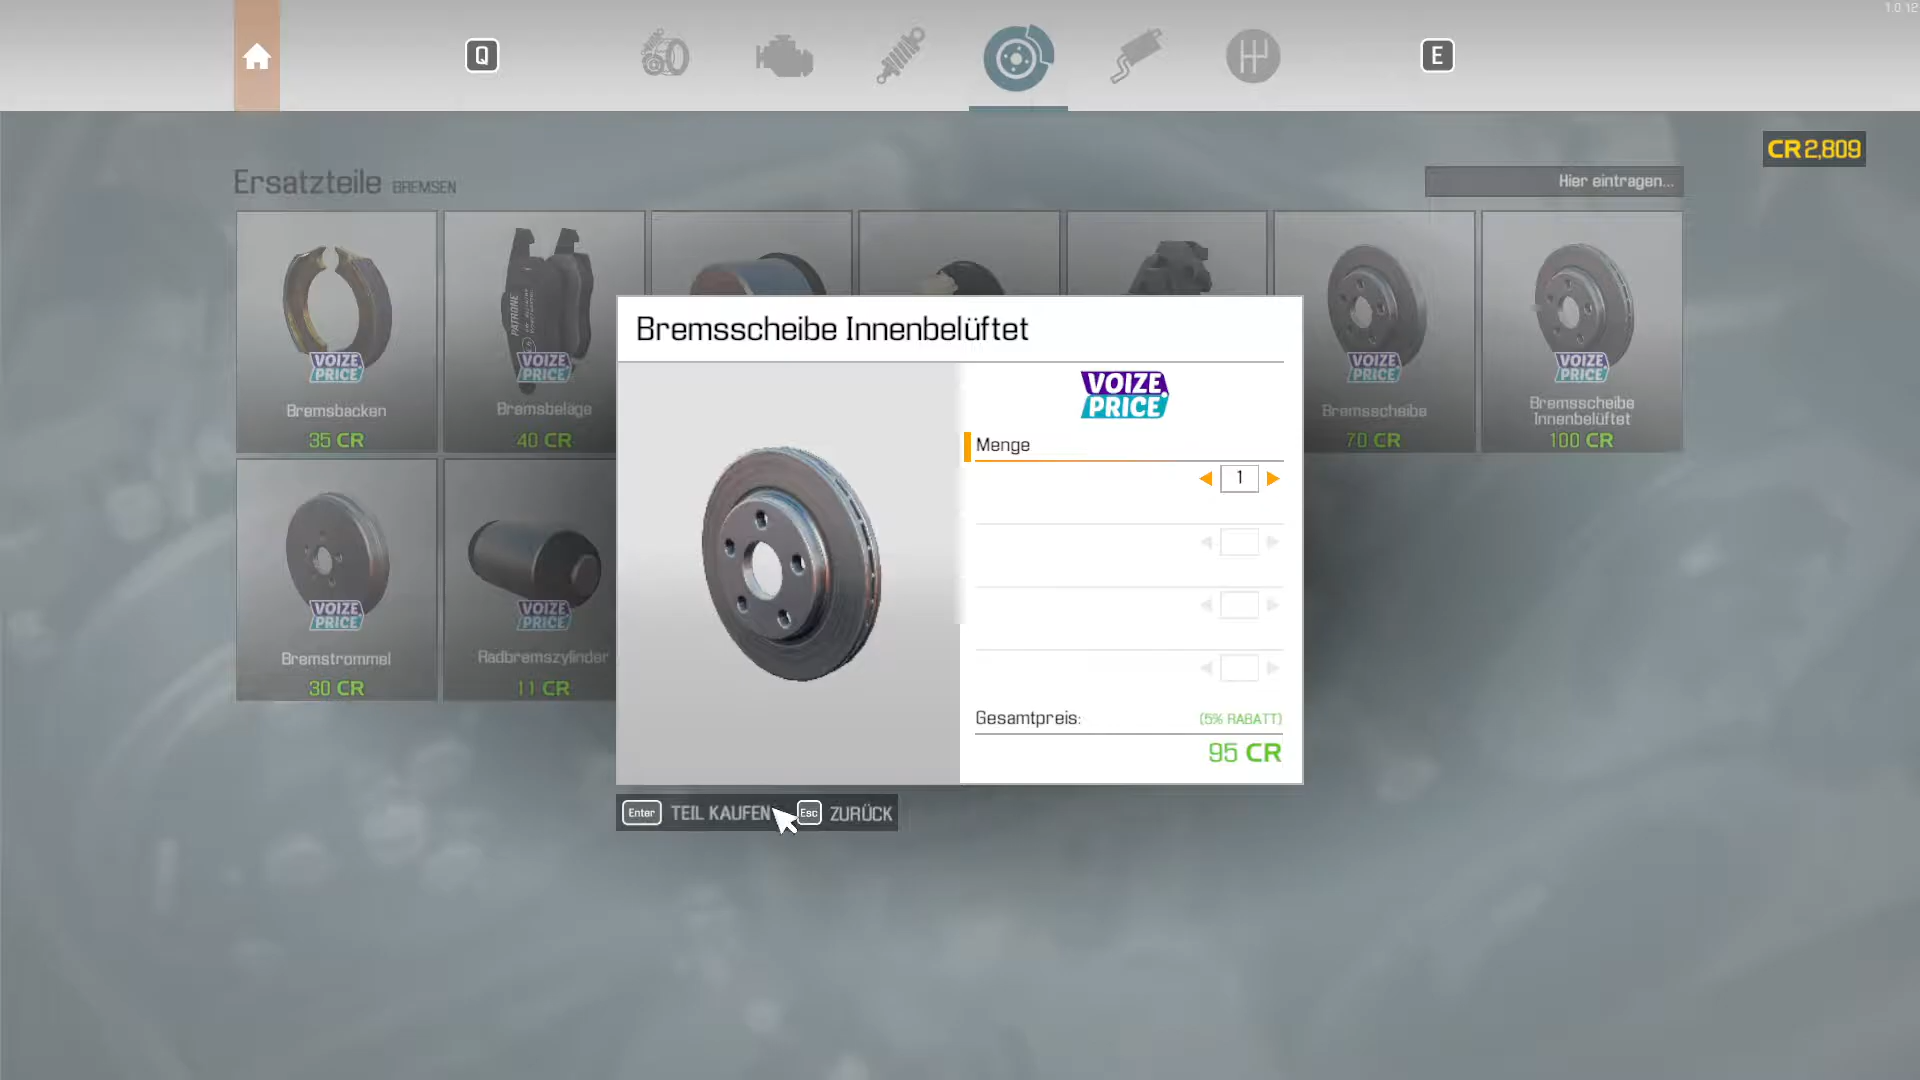 1.0.12
Q
E
CR 2,809
Ersatzteile BREMSEN
Hier eintragen...
PATRONE
VOIZE PRICE
Bremsbacken
35 CR
VOIZE PRICE
Bremsbeläge
40 CR
VOIZE PRICE
Bremsscheibe
70 CR
VOIZE PRICE
Bremsscheibe
Innenbelüftet
100 CR
VOIZE PRICE
Bremstrommel
30 CR
VOIZE PRICE
Radbremszylinder
11 CR
Bremsscheibe Innenbelüftet
VOIZE
PRICE
Menge
1
Gesamtpreis: (5% RABATT)
95 CR
Enter TEIL KAUFEN Esc ZURÜCK